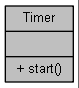 Timer
+ start()